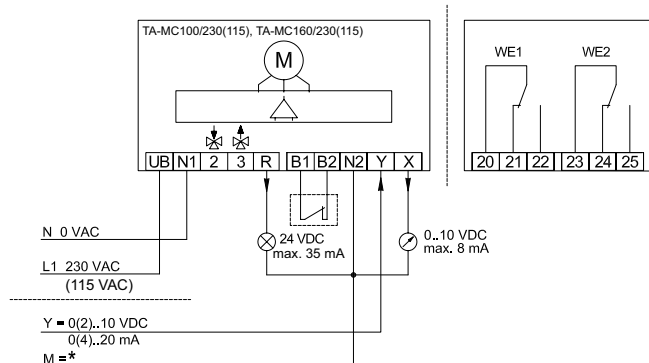 TA-MC100/230(115), TA-MC160/230(115)
M
WE1 WE2
UB N1 2 3 R B1 B2 N2 Y X
20 21 22 23 24 25
N 0 VAC
24 VDC
max. 35 mA
0..10 VDC
max. 8 mA
L1 230 VAC
(115 VAC)
Y = 0(2)..10 VDC
0(4)..20 mA
M =*